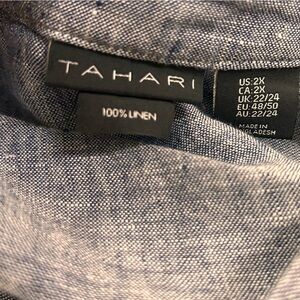 TAHARI
100% LINEN
US: 2X
CA: 2X
UK: 22/24
EU: 48/50
AU: 22/24
MADE IN